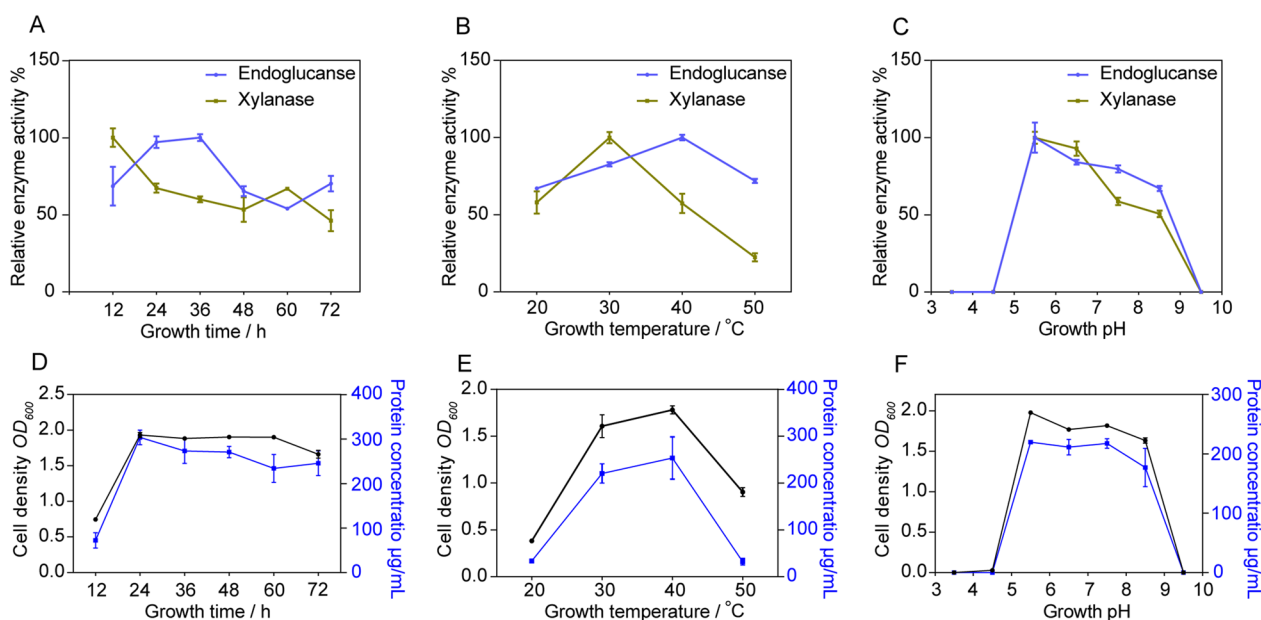 A
Relative enzyme activity %
150
100
50
0
Endoglucanse
Xylanase
12 24 36 48 60 72
Growth time / h
B
Relative enzyme activity %
150
100
50
0
Endoglucanse
Xylanase
20 30 40 50
Growth temperature / °C
C
Relative enzyme activity %
150
100
50
0
Endoglucanse
Xylanase
3 4 5 6 7 8 9 10
Growth pH
D
Cell density OD600
2.5
2.0
1.5
1.0
0.5
0.0
400
300
200
100
0
Protein concentratio µg/mL
12 24 36 48 60 72
Growth time / h
E
Cell density OD600
2.0
1.5
1.0
0.5
0.0
400
300
200
100
0
Protein concentratio µg/mL
20 30 40 50
Growth temperature / °C
F
Cell density OD600
2.0
1.5
1.0
0.5
0.0
300
200
100
0
Protein concentratio µg/mL
3 4 5 6 7 8 9 10
Growth pH